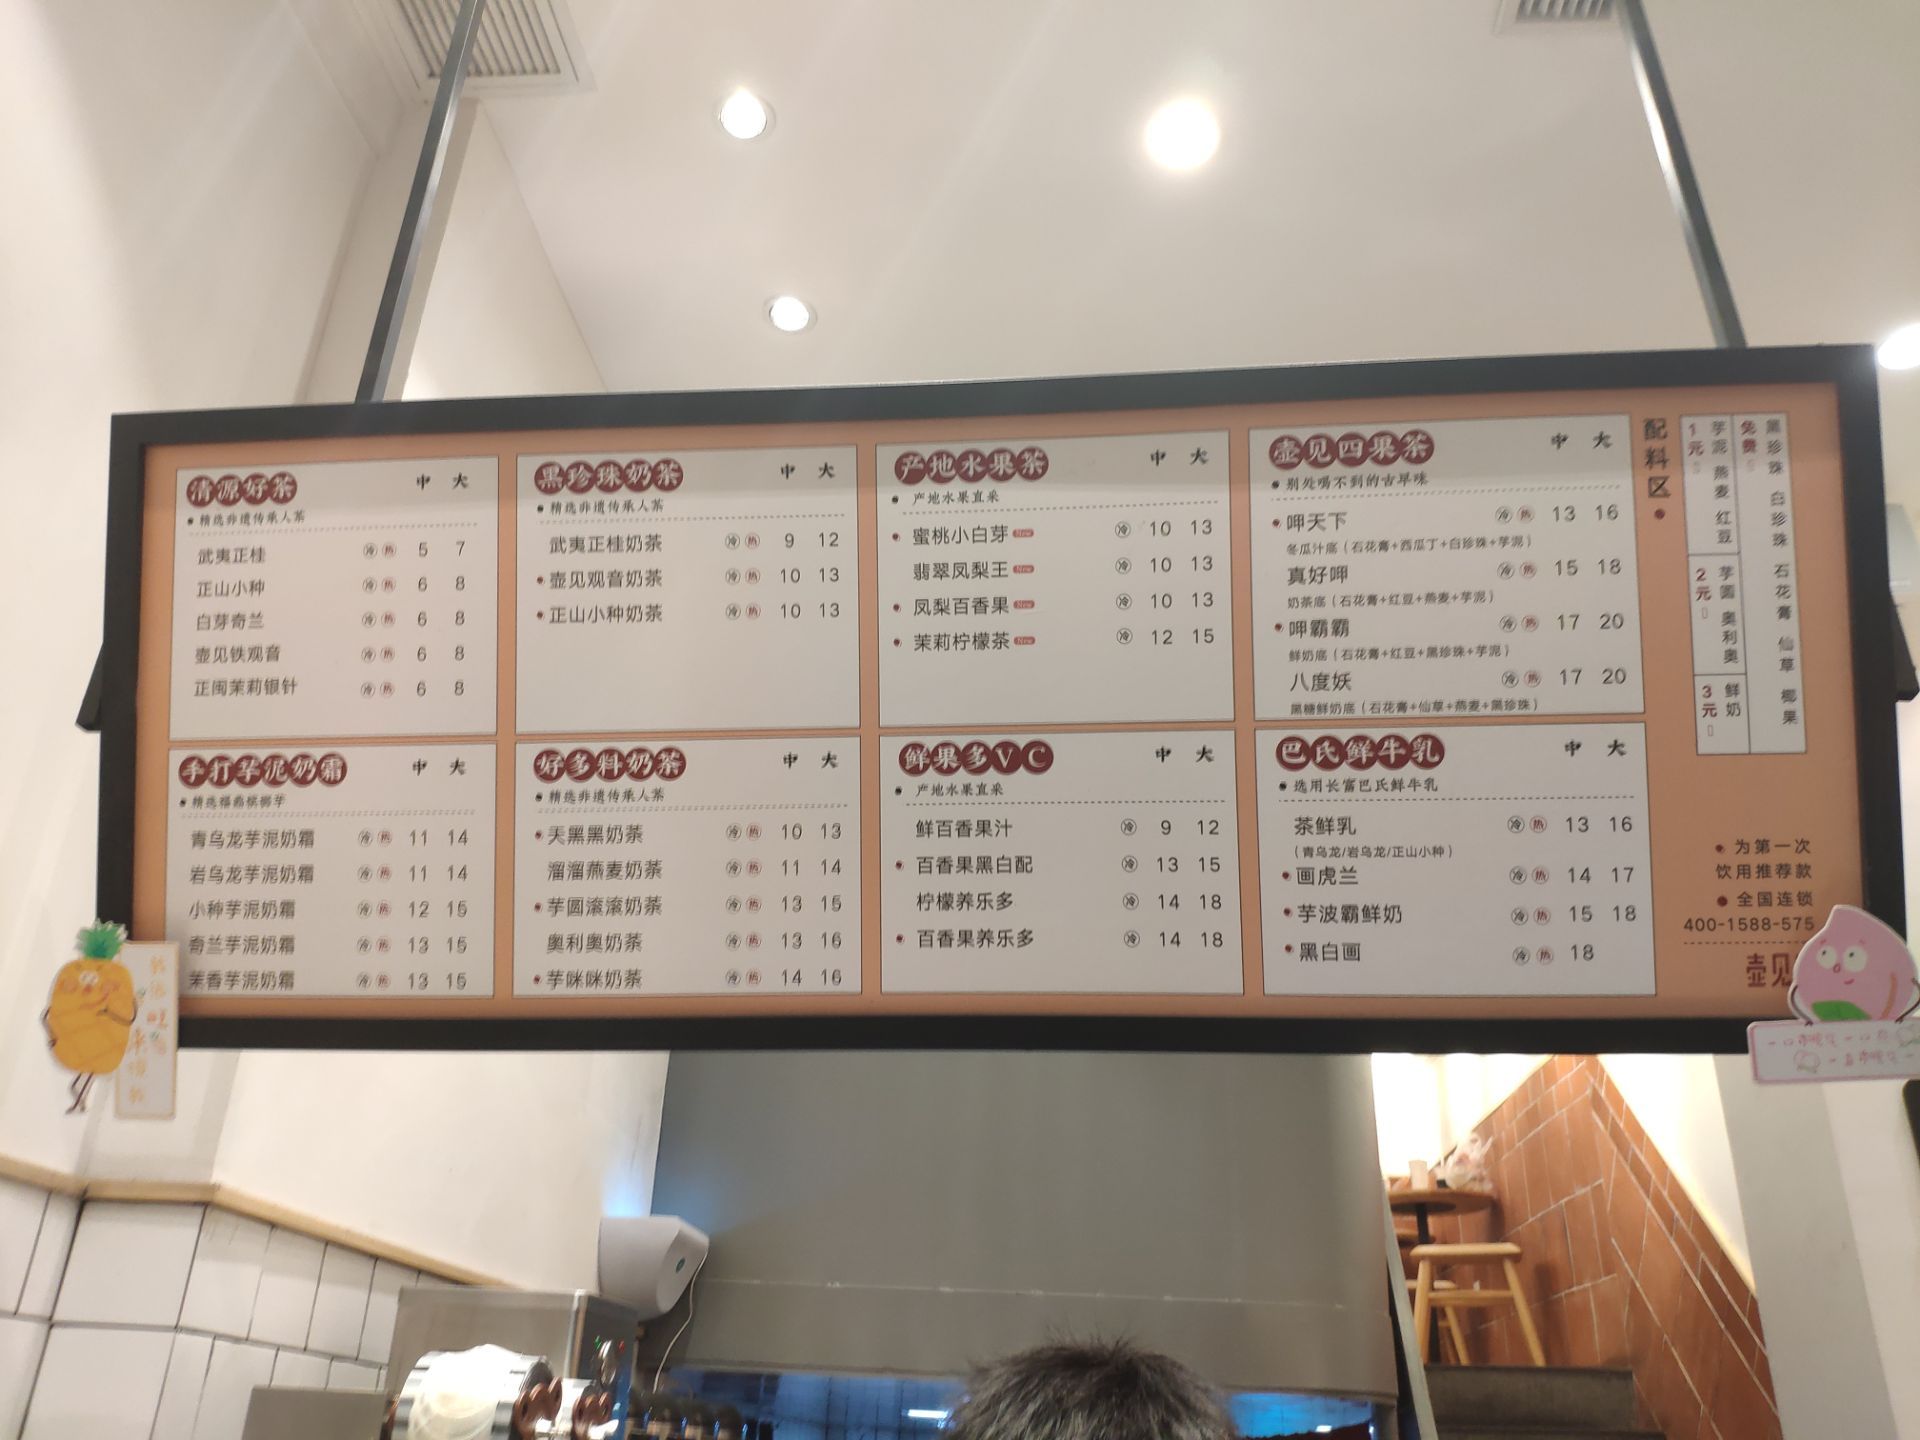 清源好茶 中 大
精选非遗传承人茶
武夷正桂 冷 热 5 7
正山小种 冷 热 6 8
白芽奇兰 冷 热 6 8
壶见铁观音 冷 热 6 8
正闽茉莉银针 冷 热 6 8
黑珍珠奶茶 中 大
精选非遗传承人茶
武夷正桂奶茶 冷 热 9 12
壶见观音奶茶 冷 热 10 13
正山小种奶茶 冷 热 10 13
产地水果茶 中 大
产地水果直采
蜜桃小白芽 New 冷 10 13
翡翠凤梨王 New 冷 10 13
凤梨百香果 New 冷 10 13
茉莉柠檬茶 New 冷 12 15
壶见四果茶 中 大
别处喝不到的古早味
呷天下 冷 热 13 16
冬瓜汁底（石花膏+西瓜丁+白珍珠+芋泥）
真好呷 冷 热 15 18
奶茶底（石花膏+红豆+燕麦+芋泥）
呷霸霸 冷 热 17 20
鲜奶底（石花膏+红豆+黑珍珠+芋泥）
八度妖 冷 热 17 20
黑糖鲜奶底（石花膏+仙草+燕麦+黑珍珠）
手打芋泥奶霜 中 大
精选福鼎槟榔芋
青乌龙芋泥奶霜 冷 热 11 14
岩乌龙芋泥奶霜 冷 热 11 14
小种芋泥奶霜 冷 热 12 15
奇兰芋泥奶霜 冷 热 13 15
茉香芋泥奶霜 冷 热 13 15
好多料奶茶 中 大
精选非遗传承人茶
天黑黑奶茶 冷 热 10 13
溜溜燕麦奶茶 冷 热 11 14
芋圆滚滚奶茶 冷 热 13 15
奥利奥奶茶 冷 热 13 16
芋咪咪奶茶 冷 热 14 16
鲜果多VC 中 大
产地水果直采
鲜百香果汁 冷 9 12
百香果黑白配 冷 13 15
柠檬养乐多 冷 14 18
百香果养乐多 冷 14 18
巴氏鲜牛乳 中 大
选用长富巴氏鲜牛乳
茶鲜乳 冷 热 13 16
（青乌龙/岩乌龙/正山小种）
画虎兰 冷 热 14 17
芋波霸鲜奶 冷 热 15 18
黑白画 冷 热 18
配料区
免费
黑珍珠 白珍珠 石花膏 仙草 椰果
1元
芋泥 燕麦 红豆
2元
芋圆 奥利奥
3元
鲜奶
为第一次
饮用推荐款
全国连锁
400-1588-575
壶见